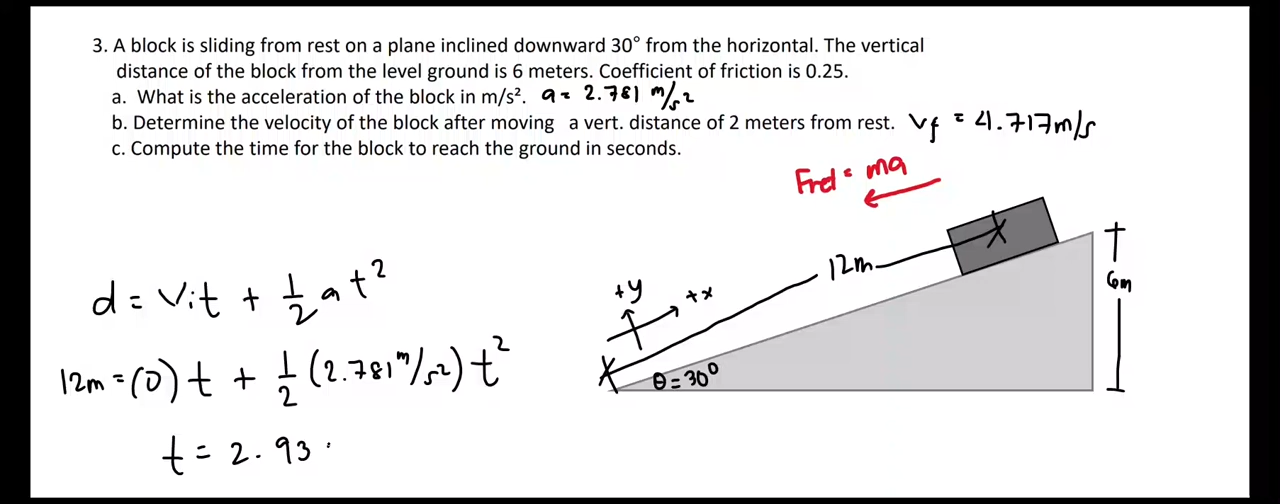 3. A block is sliding from rest on a plane inclined downward 30° from the horizontal. The vertical
distance of the block from the level ground is 6 meters. Coefficient of friction is 0.25.
a. What is the acceleration of the block in m/s². a = 2.781 m/s²
b. Determine the velocity of the block after moving a vert. distance of 2 meters from rest. Vf = 4.717m/s
c. Compute the time for the block to reach the ground in seconds.
Fnet = ma
12m
6m
+y
+x
θ = 30°
d = Vit + 1/2 at²
12m = (0)t + 1/2 (2.781 m/s²) t²
t = 2.93